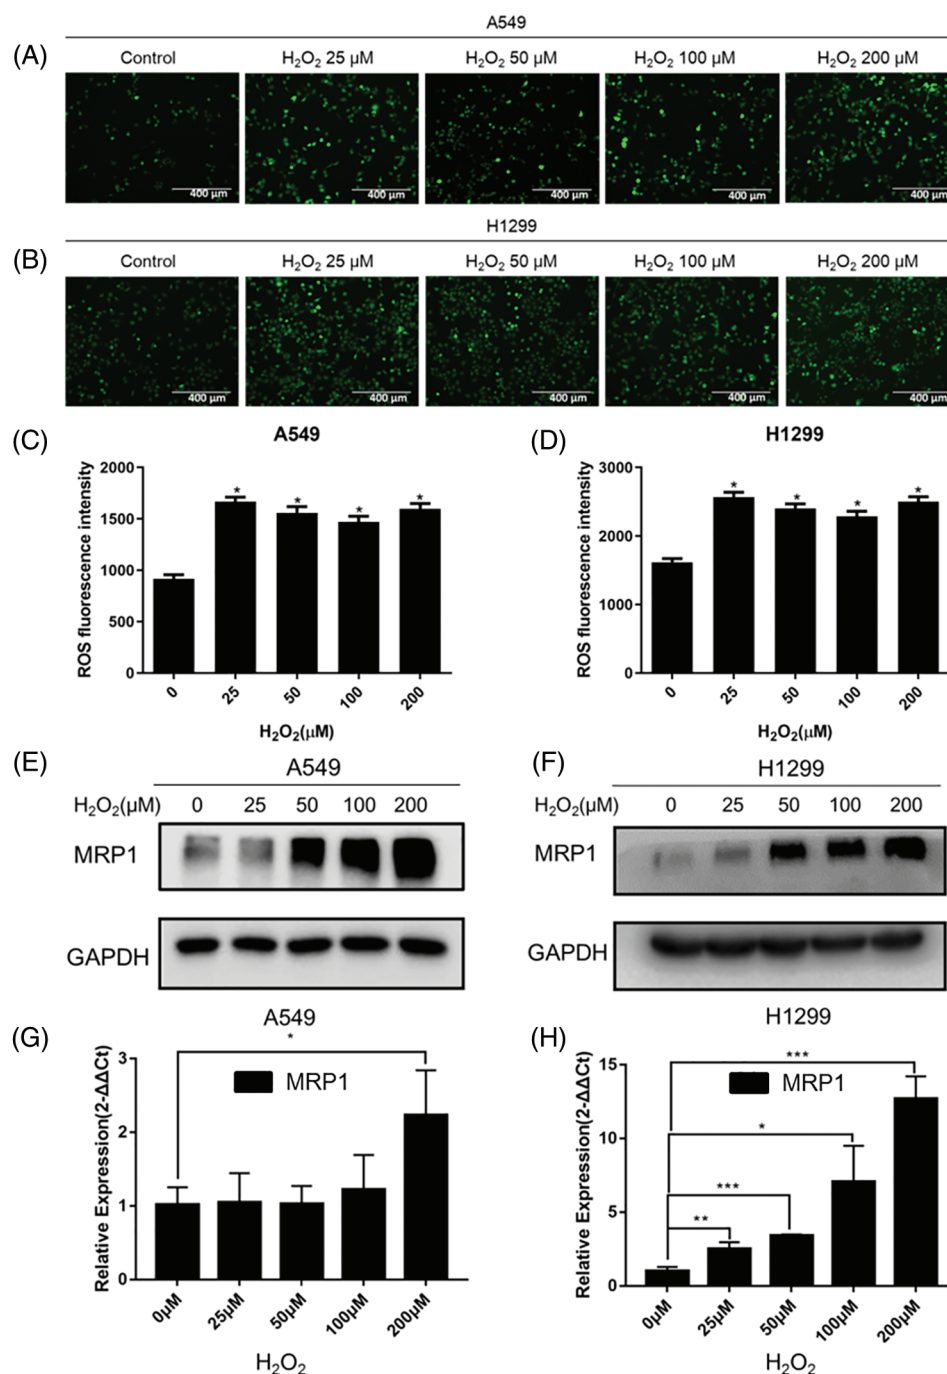 A549
(A)
Control H₂O₂ 25 µM H₂O₂ 50 µM H₂O₂ 100 µM H₂O₂ 200 µM
400 µm 400 µm 400 µm 400 µm 400 µm
H1299
(B)
Control H₂O₂ 25 µM H₂O₂ 50 µM H₂O₂ 100 µM H₂O₂ 200 µM
400 µm 400 µm 400 µm 400 µm 400 µm
(C)
A549
ROS fluorescence intensity
2000
1500
1000
500
0
* * * *
0 25 50 100 200
H₂O₂(µM)
(D)
H1299
ROS fluorescence intensity
3000
2000
1000
0
* * * *
0 25 50 100 200
H₂O₂(µM)
(E)
A549
H₂O₂(µM) 0 25 50 100 200
MRP1
GAPDH
(F)
H1299
H₂O₂(µM) 0 25 50 100 200
MRP1
GAPDH
(G)
A549
Relative Expression(2-ΔΔCt)
3
2
1
0
*
MRP1
0µM 25µM 50µM 100µM 200µM
H₂O₂
(H)
H1299
Relative Expression(2-ΔΔCt)
15
10
5
0
***
MRP1
*
***
**
0µM 25µM 50µM 100µM 200µM
H₂O₂